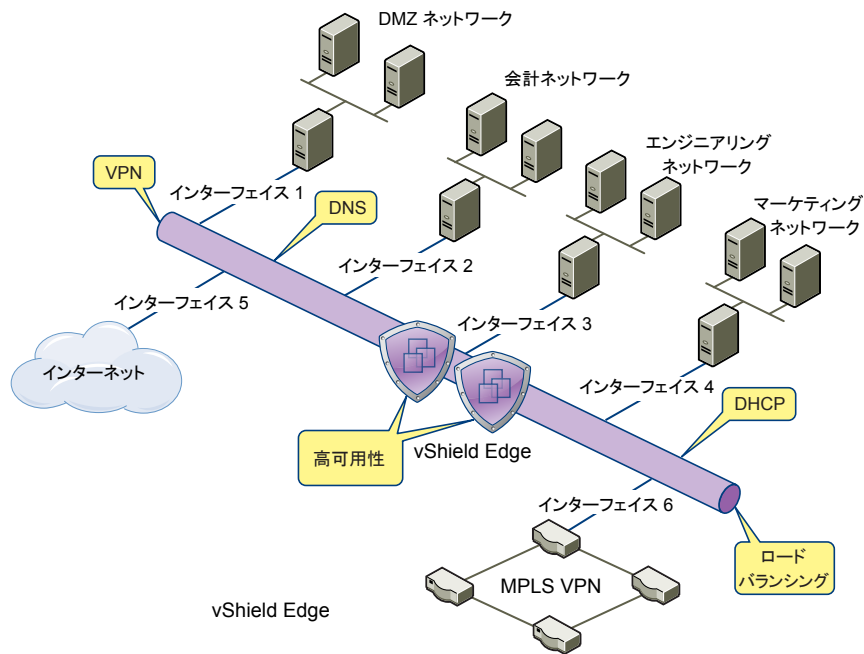 DMZ ネットワーク
会計ネットワーク
エンジニアリング
ネットワーク
マーケティング
ネットワーク
VPN
インターフェイス 1
DNS
インターフェイス 2
インターフェイス 5
インターフェイス 3
インターネット
インターフェイス 4
DHCP
高可用性
vShield Edge
インターフェイス 6
ロード
バランシング
MPLS VPN
vShield Edge